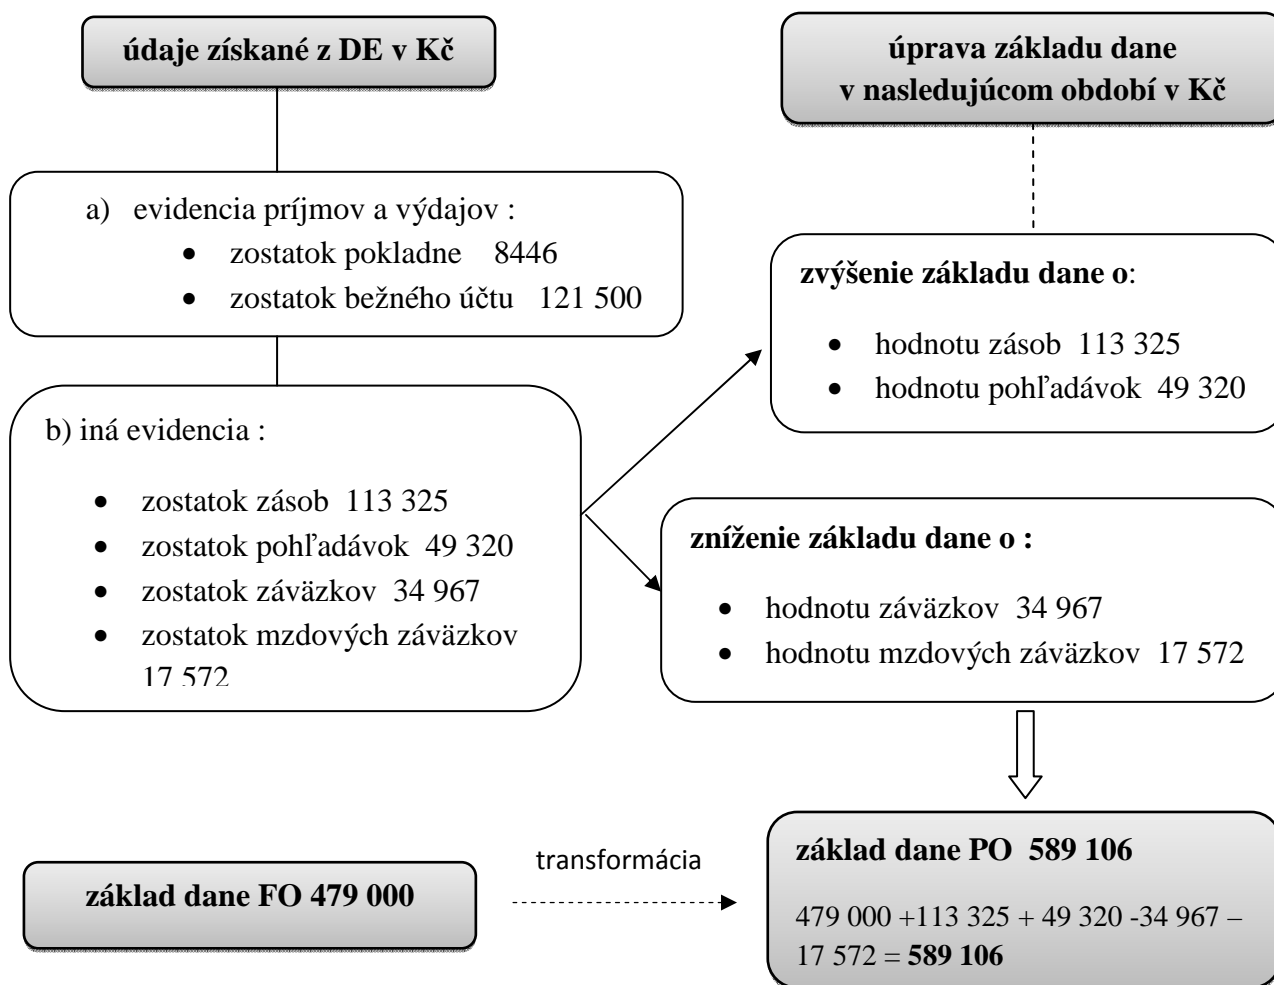 údaje získané z DE v Kč
úprava základu dane
v nasledujúcom období v Kč
a) evidencia príjmov a výdajov :
• zostatok pokladne 8446
• zostatok bežného účtu 121 500
zvýšenie základu dane o:
• hodnotu zásob 113 325
• hodnotu pohľadávok 49 320
b) iná evidencia :
• zostatok zásob 113 325
• zostatok pohľadávok 49 320
• zostatok záväzkov 34 967
• zostatok mzdových záväzkov
17 572
zníženie základu dane o :
• hodnotu záväzkov 34 967
• hodnotu mzdových záväzkov 17 572
základ dane FO 479 000
transformácia
základ dane PO 589 106
479 000 +113 325 + 49 320 -34 967 –
17 572 = 589 106